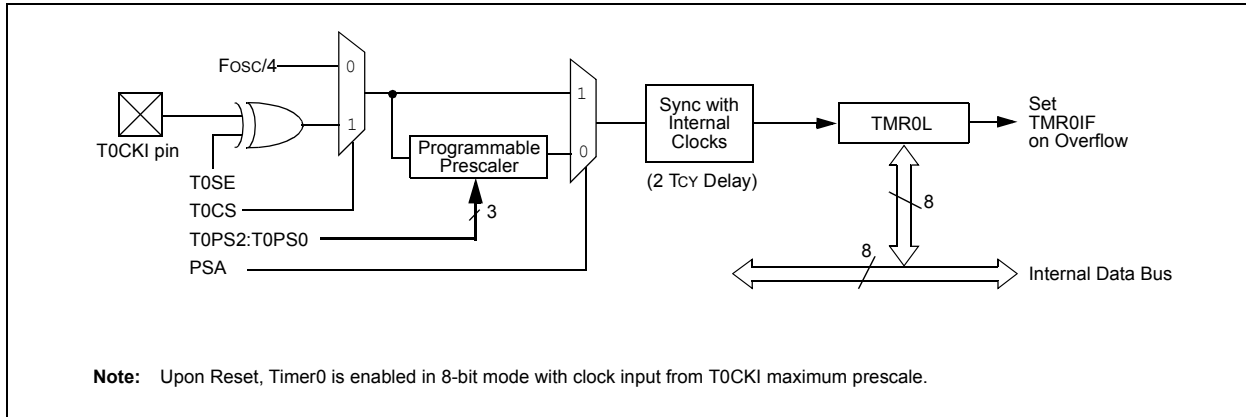 FOSC/4
0
1
T0CKI pin
T0SE
T0CS
T0PS2:T0PS0
PSA
Programmable
Prescaler
3
1
0
Sync with
Internal
Clocks
(2 TCY Delay)
TMR0L
Set
TMR0IF
on Overflow
8
8
Internal Data Bus
Note: Upon Reset, Timer0 is enabled in 8-bit mode with clock input from T0CKI maximum prescale.